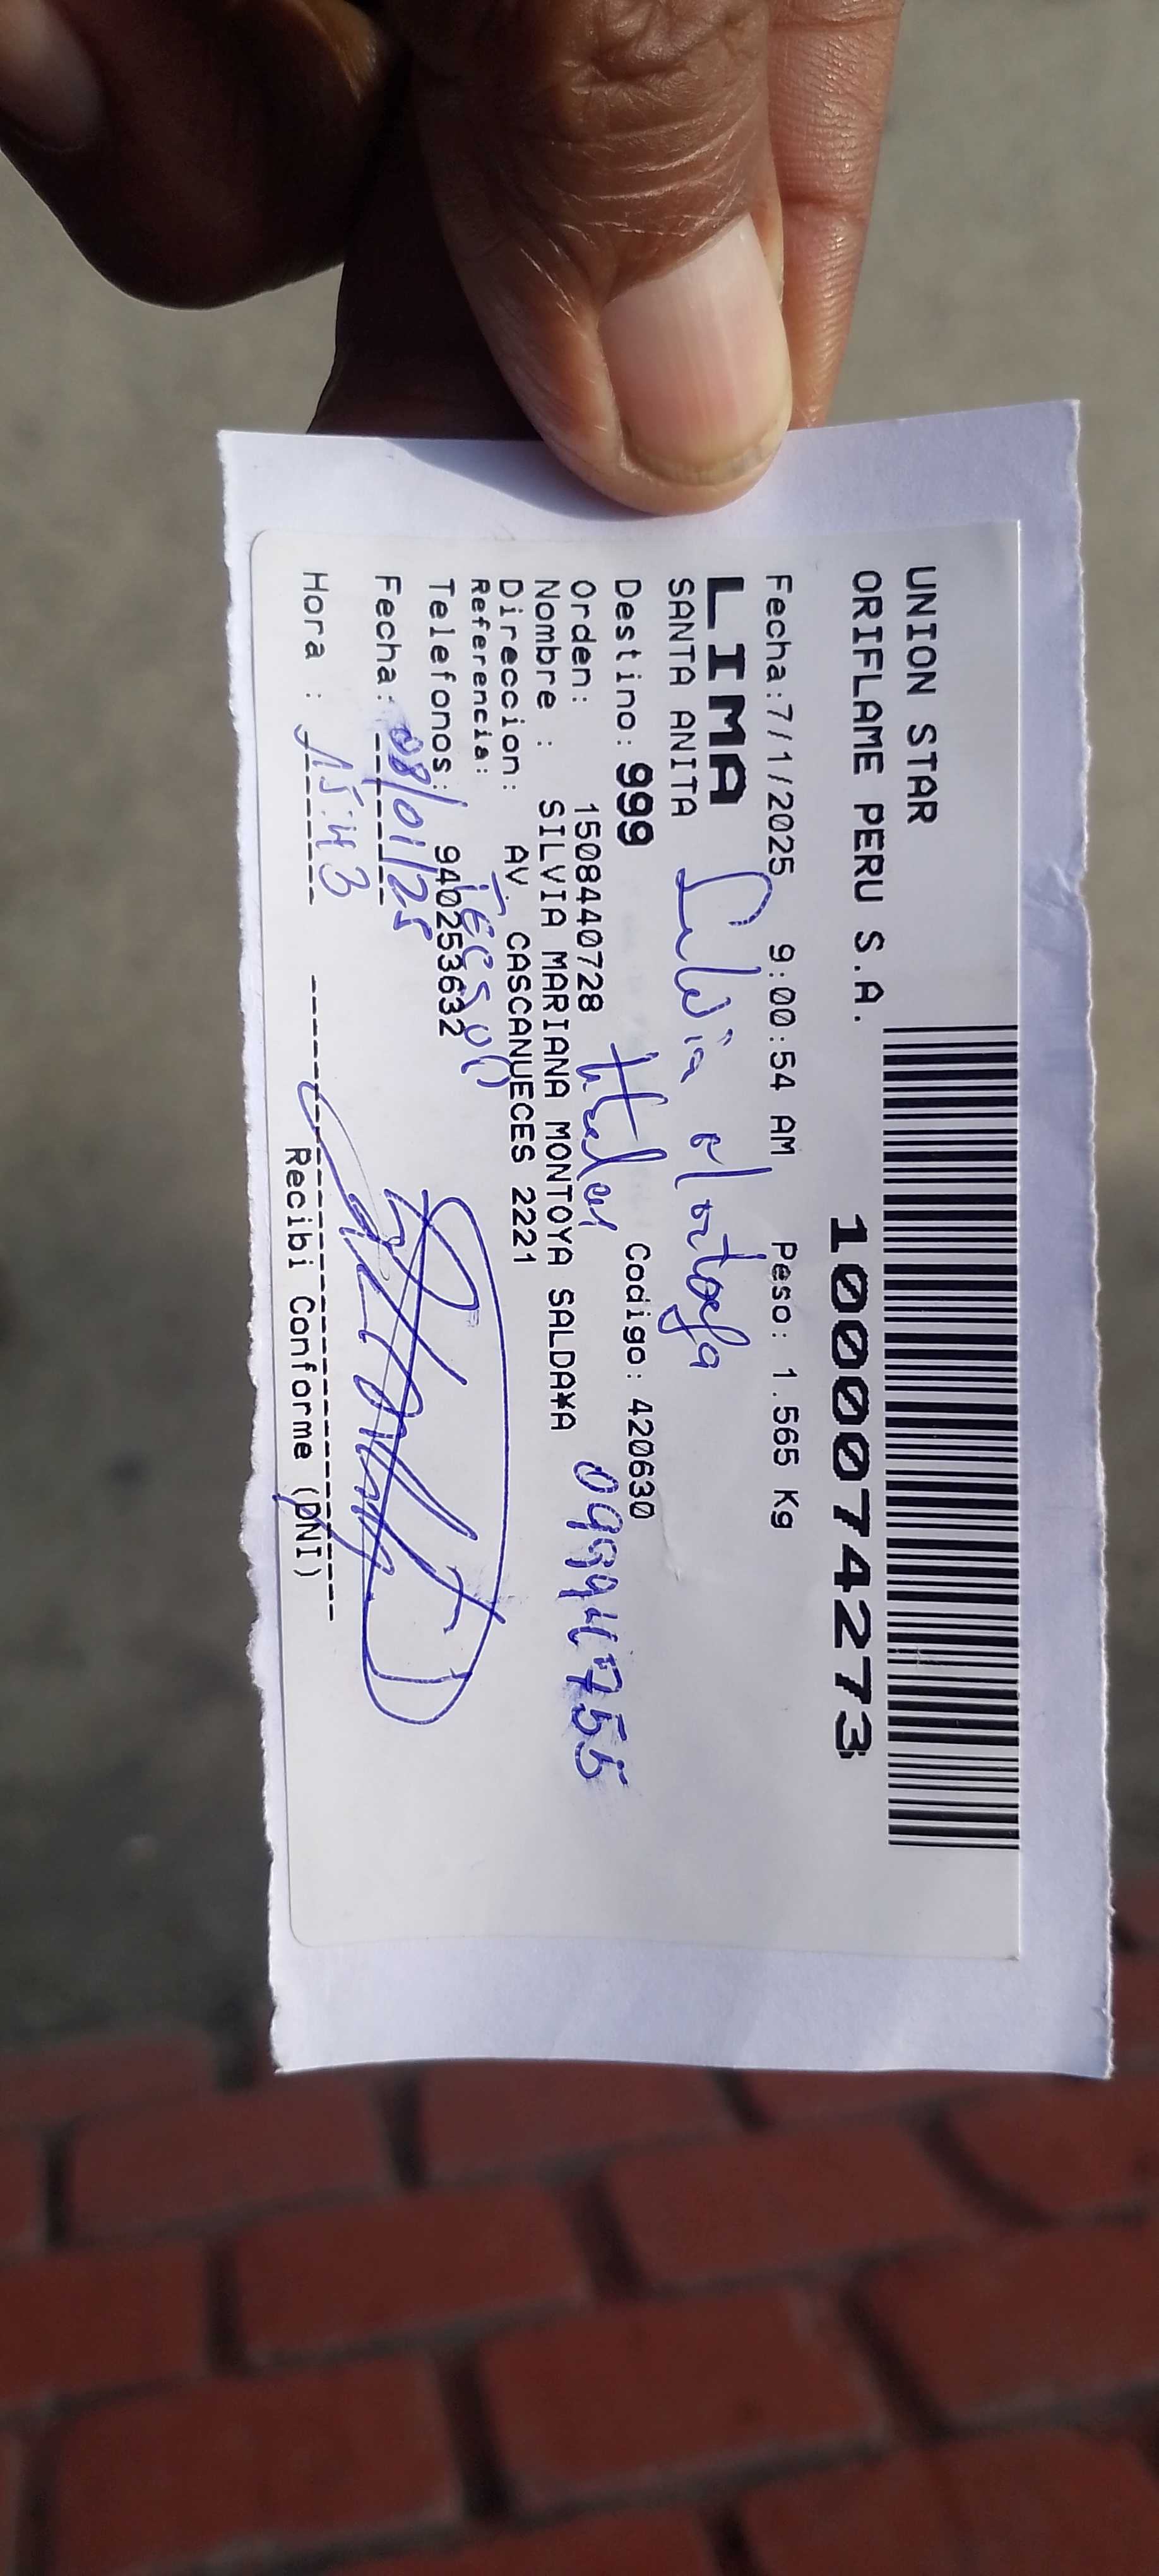 UNION STAR
ORIFLAME PERU S.A.
1000074273
Fecha:7/1/2025 9:00:54 AM Peso: 1.565 Kg
LIMA
SANTA ANITA
Montoya
Destino: 999 Codigo: 420630
Orden: 1508440728
Nombre : SILVIA MARIANA MONTOYA SALDA¥A
Direccion: AV. CASCANUECES 2221
Referencia: TECSUP
Telefonos: 940253632
Fecha: 08/01/25
Hora : 15:43
Recibi Conforme (DNI)